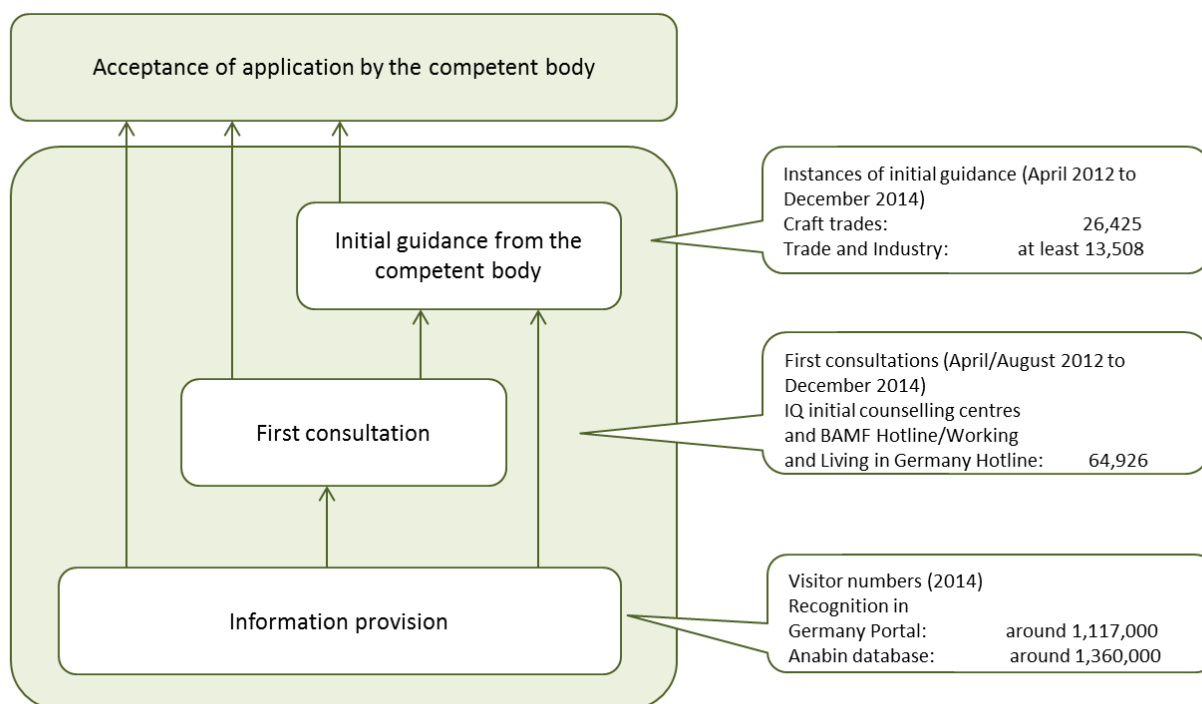 Acceptance of application by the competent body
Instances of initial guidance (April 2012 to
December 2014)
Craft trades: 26,425
Trade and Industry: at least 13,508
Initial guidance from the
competent body
First consultations (April/August 2012 to
December 2014)
IQ initial counselling centres
and BAMF Hotline/Working
and Living in Germany Hotline: 64,926
First consultation
Visitor numbers (2014)
Recognition in
Germany Portal: around 1,117,000
Anabin database: around 1,360,000
Information provision